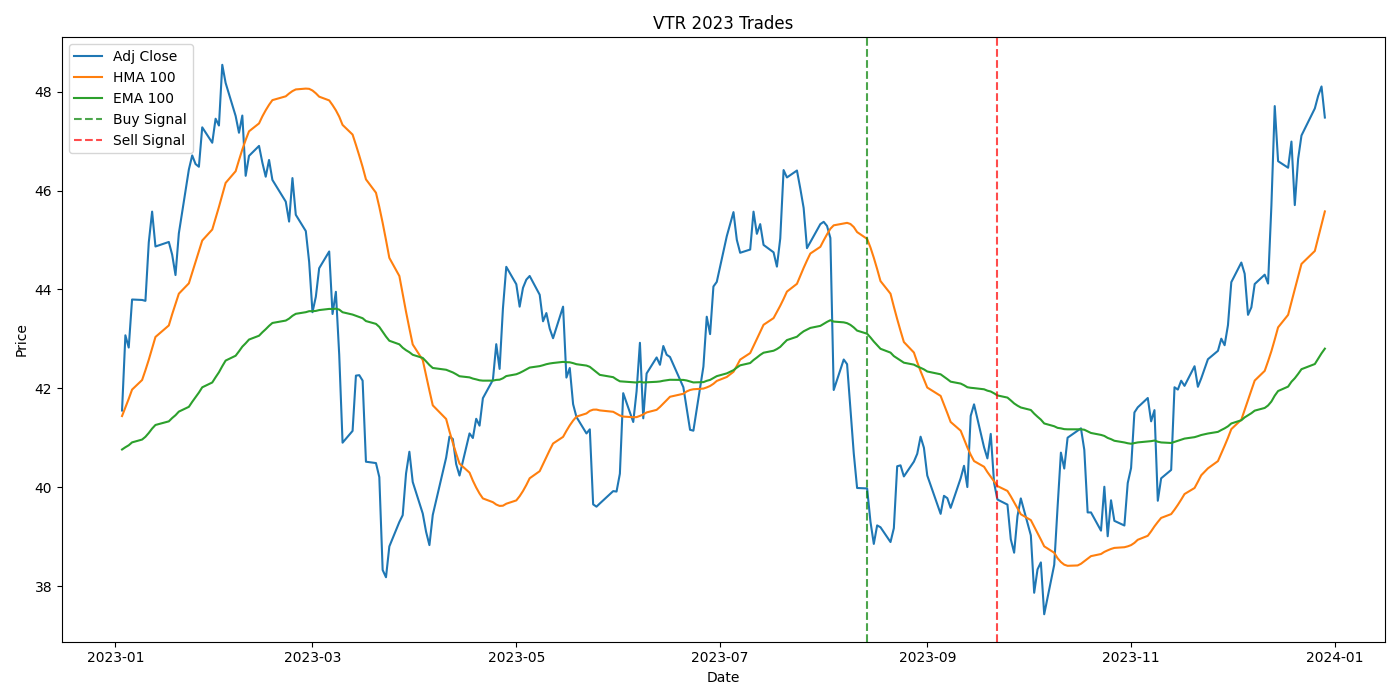 VTR 2023 Trades
Adj Close
HMA 100
EMA 100
Buy Signal
Sell Signal
Price
48
46
44
42
40
38
2023-01 2023-03 2023-05 2023-07 2023-09 2023-11 2024-01
Date